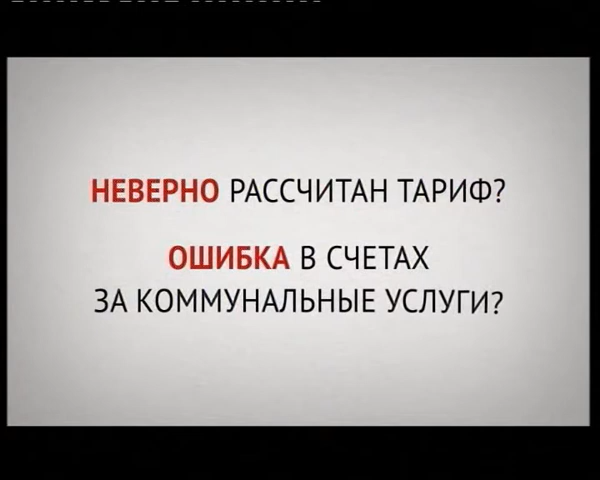 НЕВЕРНО РАССЧИТАН ТАРИФ?
ОШИБКА В СЧЕТАХ
ЗА КОММУНАЛЬНЫЕ УСЛУГИ?